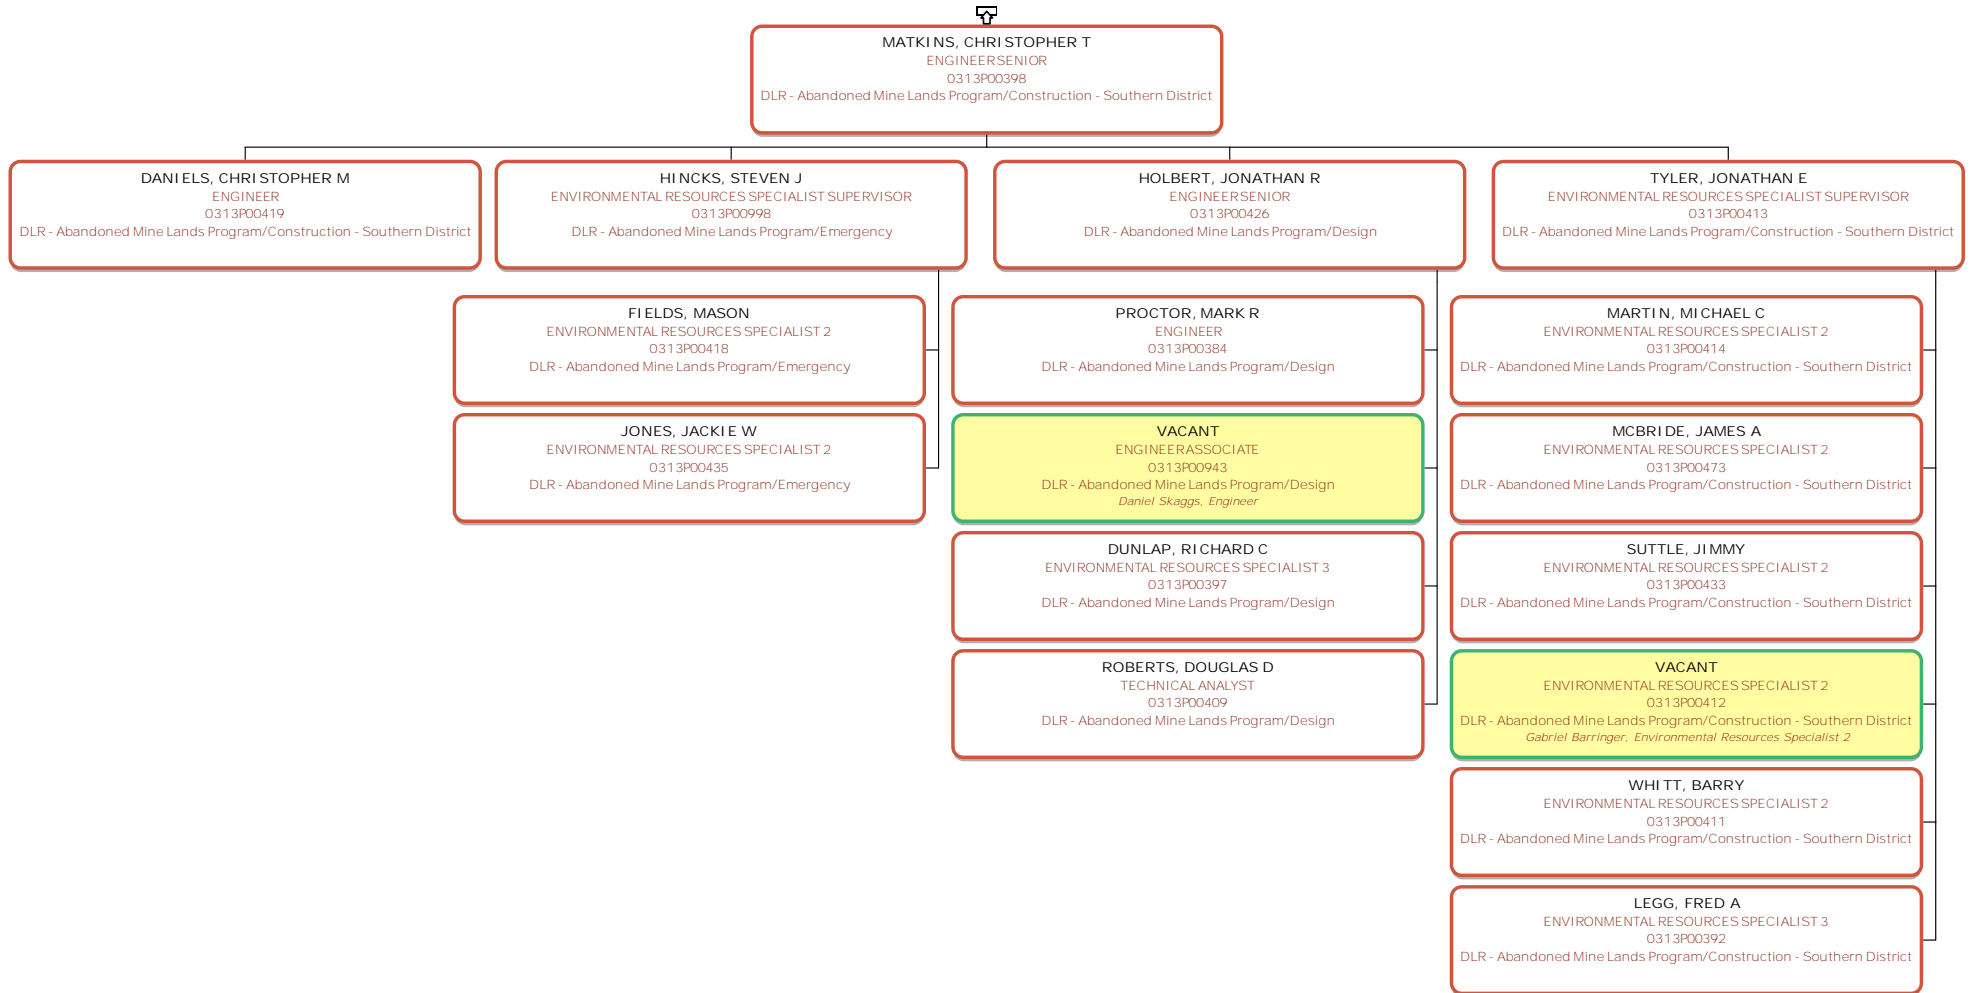 MATKINS, CHRISTOPHER T
ENGINEER SENIOR
0313P00398
DLR - Abandoned Mine Lands Program/Construction - Southern District
DANIELS, CHRISTOPHER M
ENGINEER
0313P00419
DLR - Abandoned Mine Lands Program/Construction - Southern District
HINCKS, STEVEN J
ENVIRONMENTAL RESOURCES SPECIALIST SUPERVISOR
0313P00998
DLR - Abandoned Mine Lands Program/Emergency
HOLBERT, JONATHAN R
ENGINEER SENIOR
0313P00426
DLR - Abandoned Mine Lands Program/Design
TYLER, JONATHAN E
ENVIRONMENTAL RESOURCES SPECIALIST SUPERVISOR
0313P00413
DLR - Abandoned Mine Lands Program/Construction - Southern District
FIELDS, MASON
ENVIRONMENTAL RESOURCES SPECIALIST 2
0313P00418
DLR - Abandoned Mine Lands Program/Emergency
JONES, JACKIE W
ENVIRONMENTAL RESOURCES SPECIALIST 2
0313P00435
DLR - Abandoned Mine Lands Program/Emergency
PROCTOR, MARK R
ENGINEER
0313P00384
DLR - Abandoned Mine Lands Program/Design
VACANT
ENGINEER ASSOCIATE
0313P00943
DLR - Abandoned Mine Lands Program/Design
Daniel Skaggs, Engineer
DUNLAP, RICHARD C
ENVIRONMENTAL RESOURCES SPECIALIST 3
0313P00397
DLR - Abandoned Mine Lands Program/Design
ROBERTS, DOUGLAS D
TECHNICAL ANALYST
0313P00409
DLR - Abandoned Mine Lands Program/Design
MARTIN, MICHAEL C
ENVIRONMENTAL RESOURCES SPECIALIST 2
0313P00414
DLR - Abandoned Mine Lands Program/Construction - Southern District
MCBRIDE, JAMES A
ENVIRONMENTAL RESOURCES SPECIALIST 2
0313P00473
DLR - Abandoned Mine Lands Program/Construction - Southern District
SUTTLE, JIMMY
ENVIRONMENTAL RESOURCES SPECIALIST 2
0313P00433
DLR - Abandoned Mine Lands Program/Construction - Southern District
VACANT
ENVIRONMENTAL RESOURCES SPECIALIST 2
0313P00412
DLR - Abandoned Mine Lands Program/Construction - Southern District
Gabriel Barringer, Environmental Resources Specialist 2
WHITT, BARRY
ENVIRONMENTAL RESOURCES SPECIALIST 2
0313P00411
DLR - Abandoned Mine Lands Program/Construction - Southern District
LEGG, FRED A
ENVIRONMENTAL RESOURCES SPECIALIST 3
0313P00392
DLR - Abandoned Mine Lands Program/Construction - Southern District